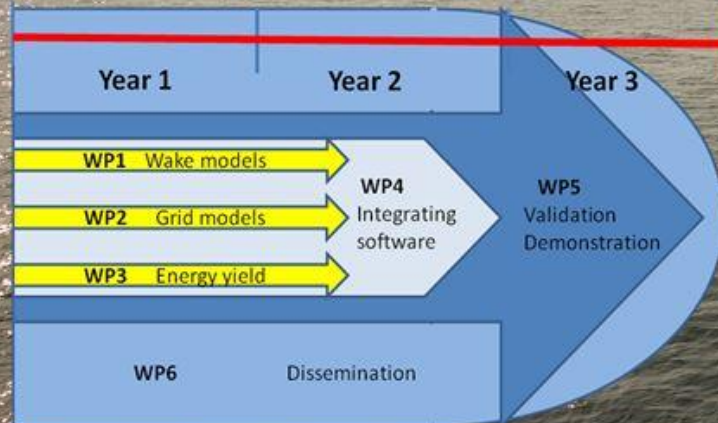 Year 1 Year 2 Year 3
WP1 Wake models
WP2 Grid models
WP3 Energy yield
WP4
Integrating
software
WP5
Validation
Demonstration
WP6 Dissemination